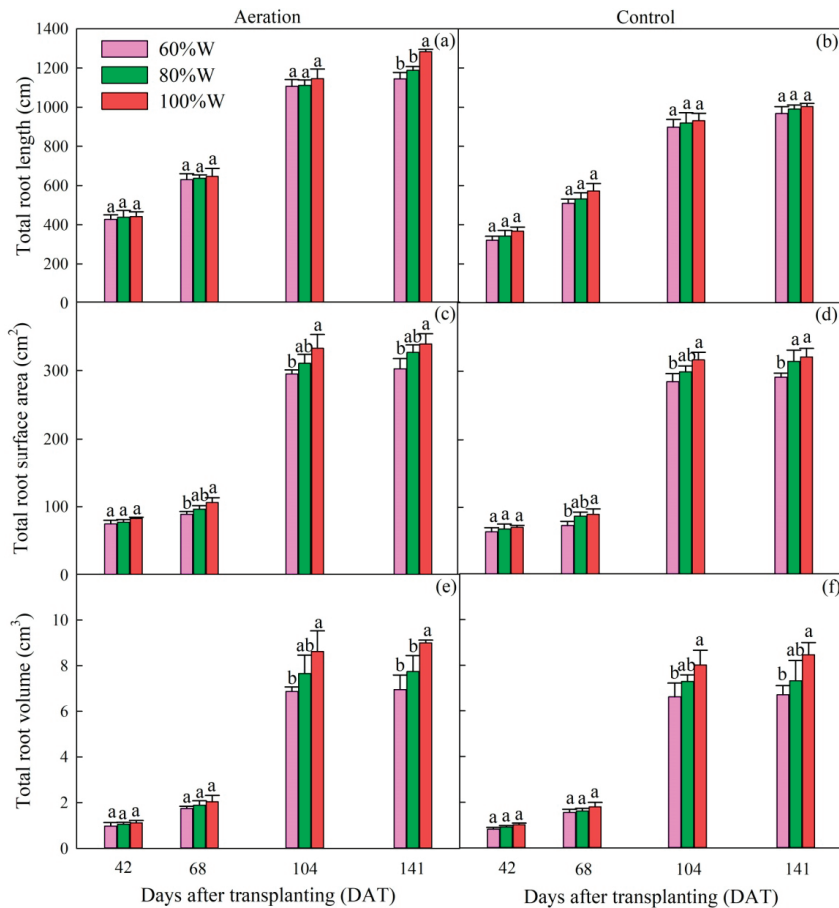 Aeration
Control
1400
(a)
a
(b)
60%W
80%W
100%W
1200
a a a
b b
1000
a a a
a a a
800
600
a a a
a a a
400
a a a
a a a
200
0
Total root length (cm)
(c)
(d)
300
b ab a
b ab a
b ab a
b a a
200
100
a a a
b ab a
a a a
b ab a
0
Total root surface area (cm²)
(e)
(f)
10
8
b ab a
b b a
b ab a
b ab a
6
4
2
a a a
a a a
a a a
a a a
0
Total root volume (cm³)
42 68 104 141
42 68 104 141
Days after transplanting (DAT)
Days after transplanting (DAT)